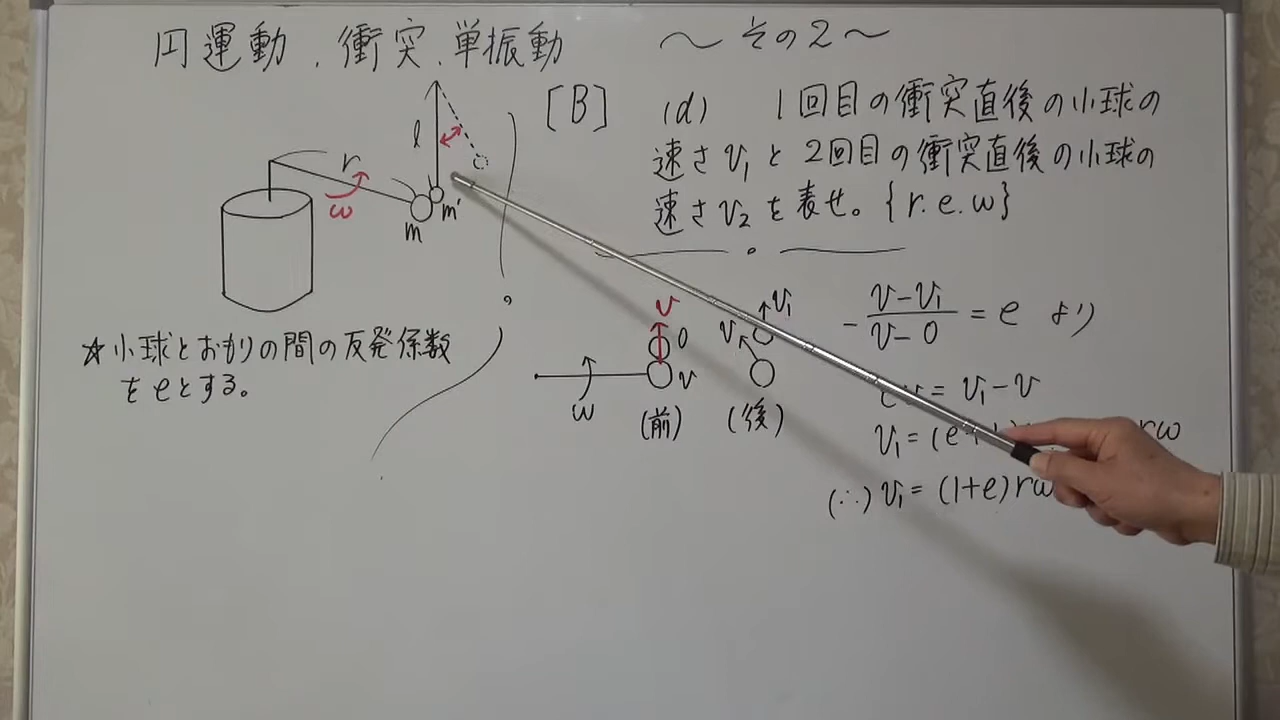 円運動、衝突、単振動 〜その2〜
[B] (d) 1回目の衝突直後の小球の
速さv₁と2回目の衝突直後の小球の
速さv₂を表せ。{r.e.ω}
l
r
ω
m
m'
☆小球とおもりの間の反発係数
をeとする。
v
0
v
ω
(前)
v₁
v
(後)
-(v-v₁)/(v-0) = e より
= v₁-v
v₁=(e rω
(∴) v₁= (1+e)rω